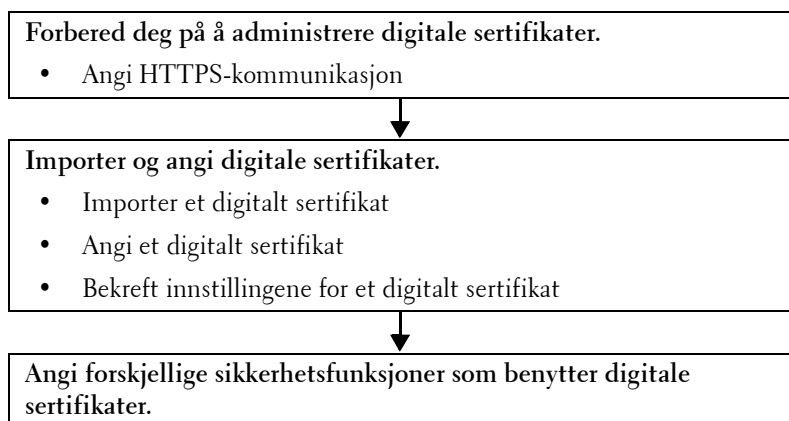 Forbered deg på å administrere digitale sertifikater.
• Angi HTTPS-kommunikasjon
Importer og angi digitale sertifikater.
• Importer et digitalt sertifikat
• Angi et digitalt sertifikat
• Bekreft innstillingene for et digitalt sertifikat
Angi forskjellige sikkerhetsfunksjoner som benytter digitale
sertifikater.